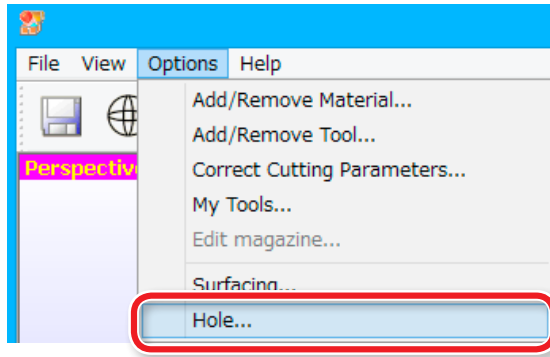 File View Options Help
Add/Remove Material...
Add/Remove Tool...
Perspectiv
Correct Cutting Parameters...
My Tools...
Edit magazine...
Surfacing...
Hole...